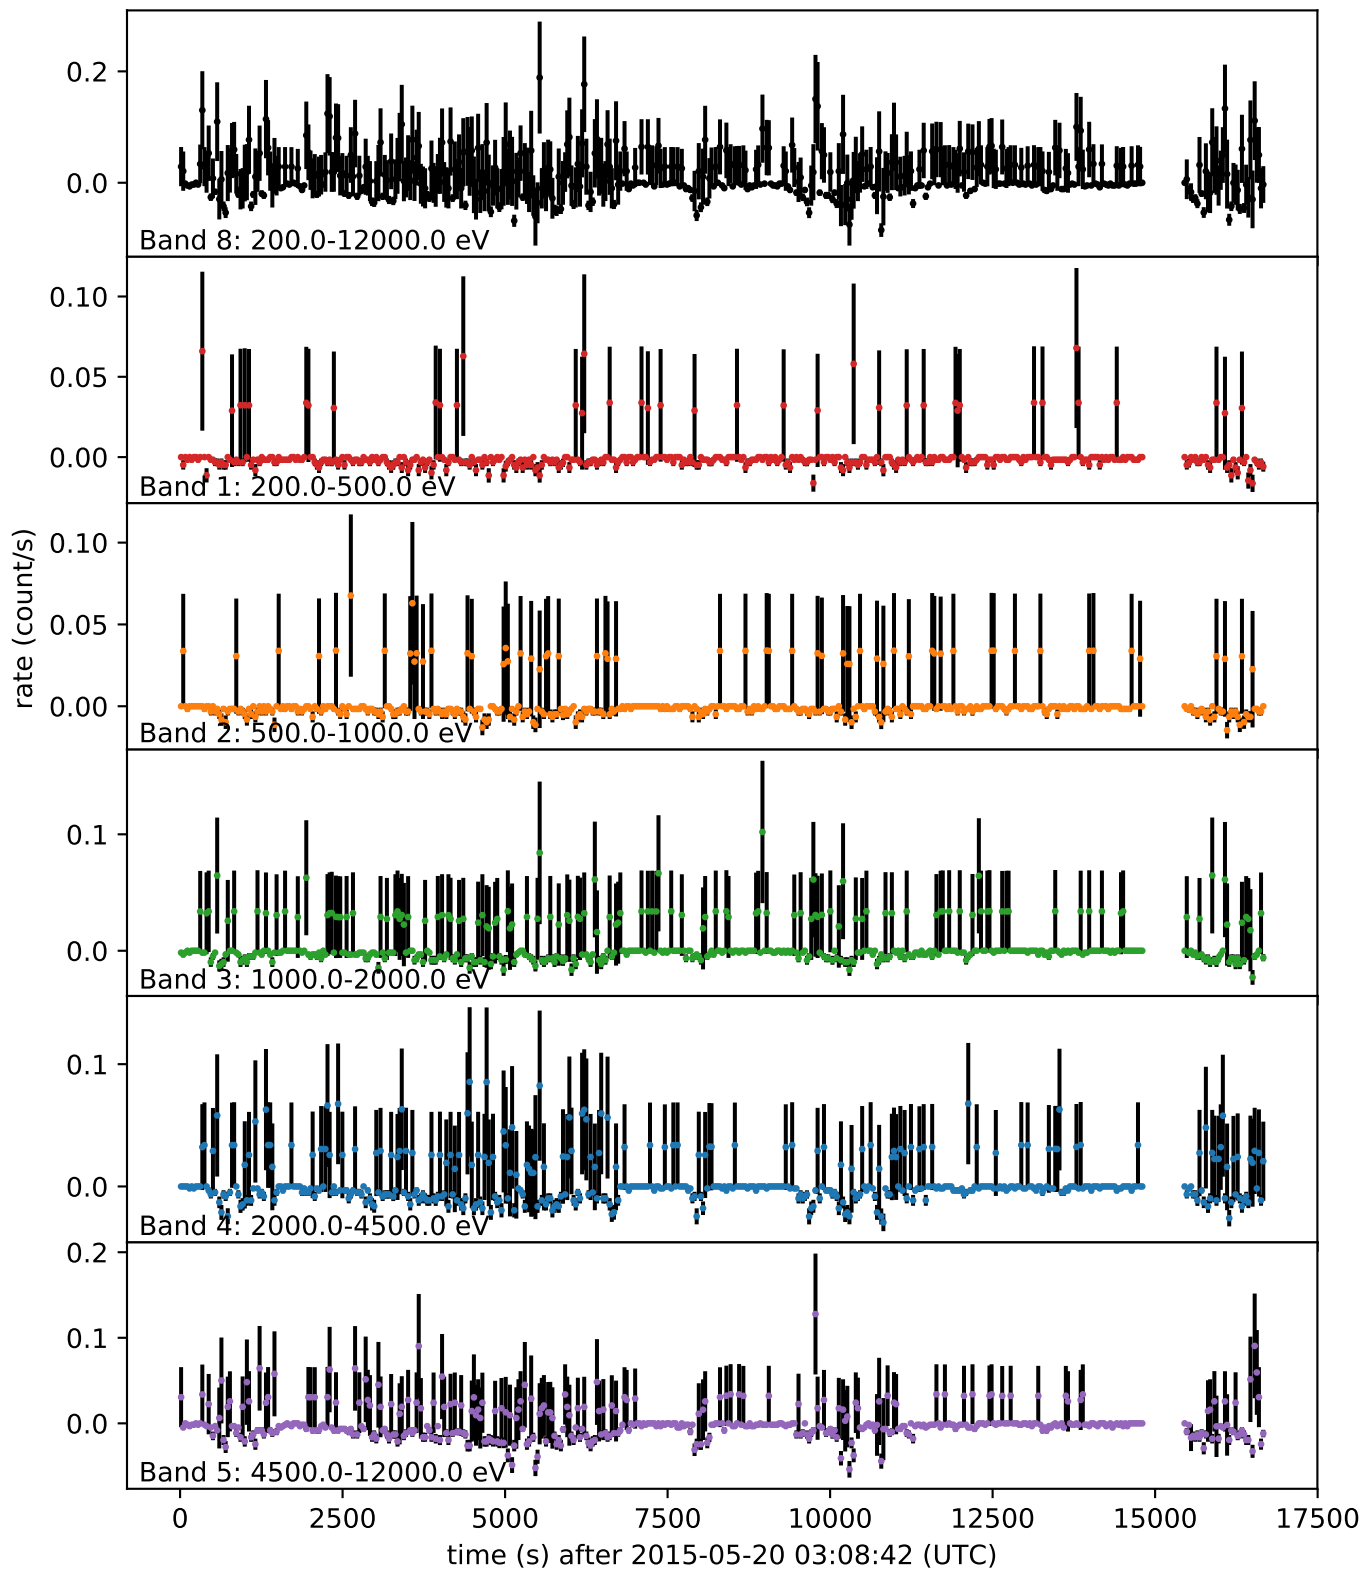 0.2
0.0
Band 8: 200.0-12000.0 eV
0.10
0.05
0.00
Band 1: 200.0-500.0 eV
0.10
0.05
0.00
Band 2: 500.0-1000.0 eV
rate (count/s)
0.1
0.0
Band 3: 1000.0-2000.0 eV
0.1
0.0
Band 4: 2000.0-4500.0 eV
0.2
0.1
0.0
Band 5: 4500.0-12000.0 eV
0 2500 5000 7500 10000 12500 15000 17500
time (s) after 2015-05-20 03:08:42 (UTC)